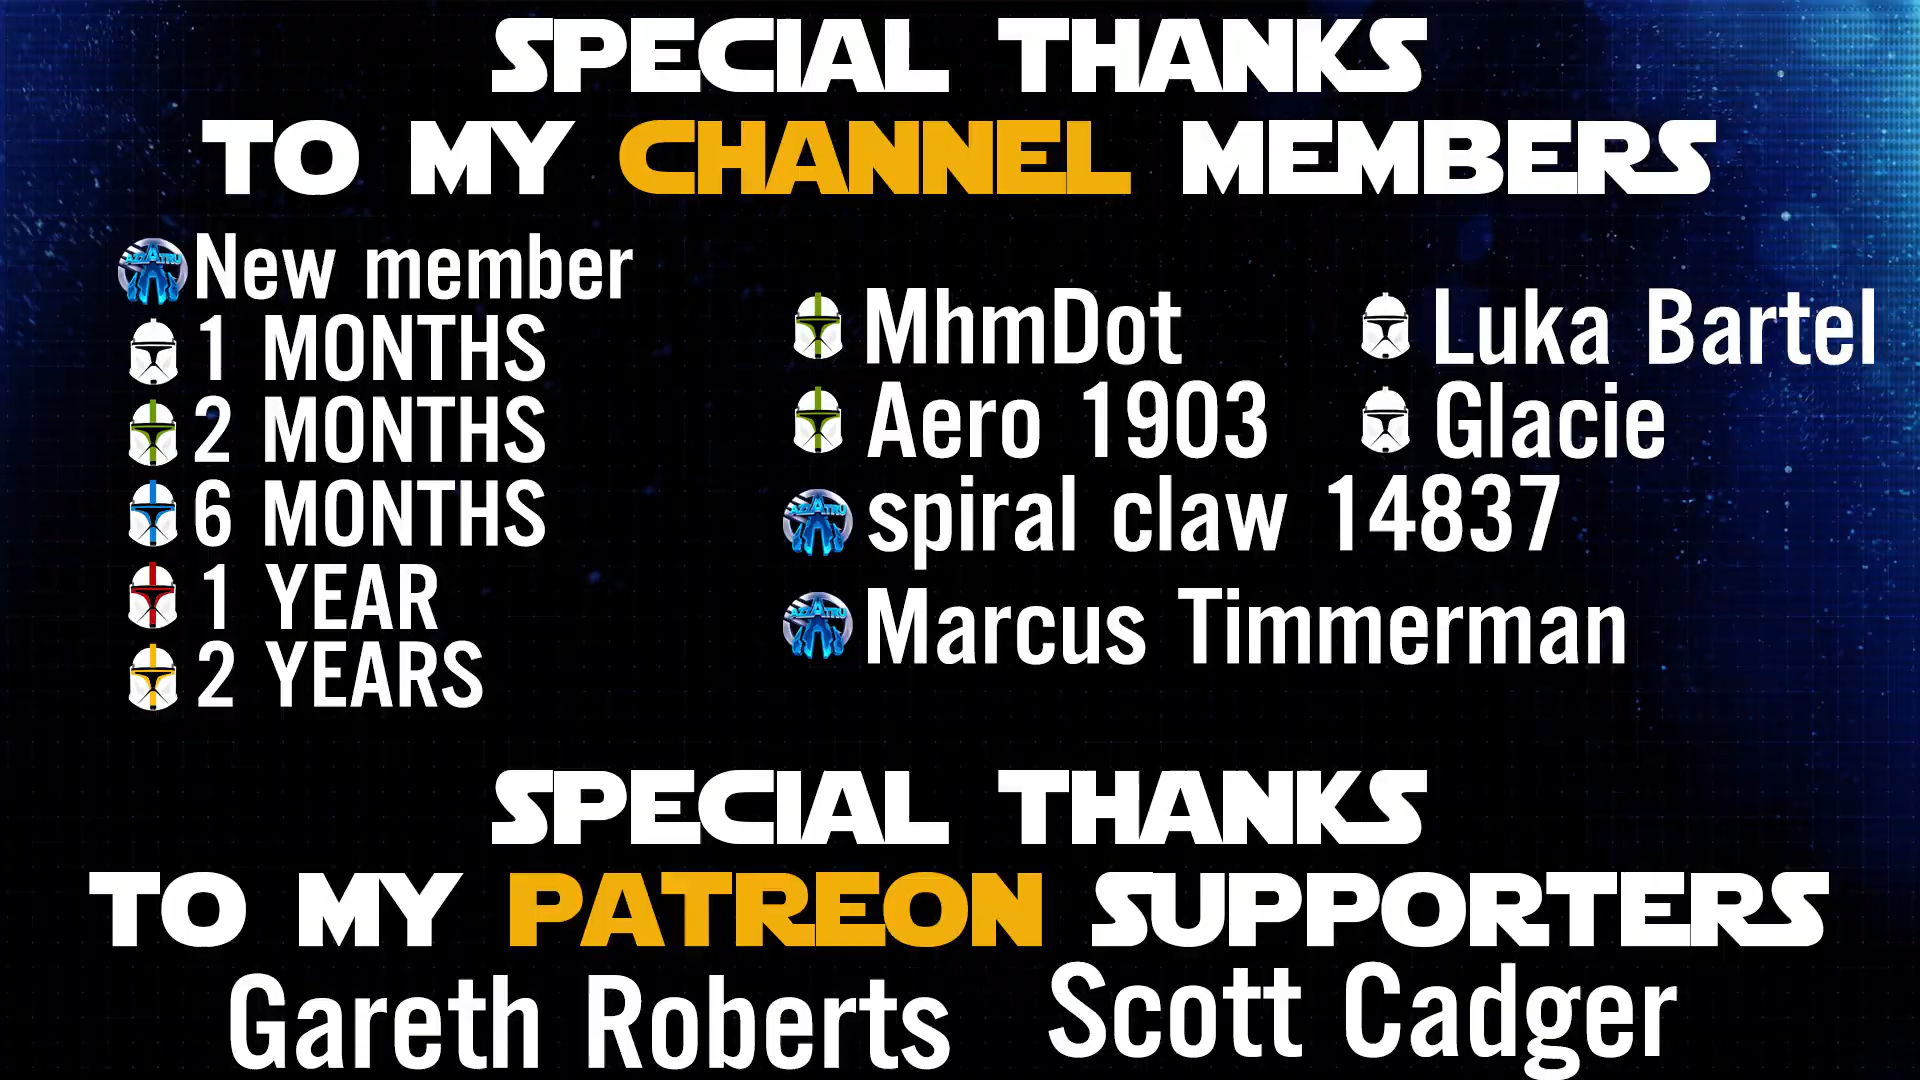 SPECIAL THANKS
TO MY CHANNEL MEMBERS
New member
1 MONTHS
2 MONTHS
6 MONTHS
1 YEAR
2 YEARS
MhmDot
Luka Bartel
Aero 1903
Glacie
AZZATRU spiral claw 14837
AZZATRU Marcus Timmerman
SPECIAL THANKS
TO MY PATREON SUPPORTERS
Gareth Roberts
Scott Cadger